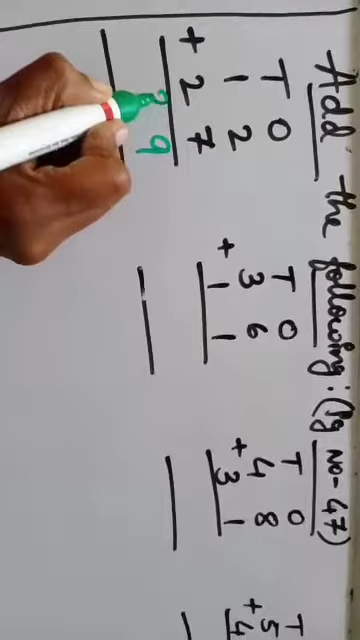 Add the following: (Pg No-47)
T O T O T O T
1 2 3 6 4 8 5
+ 2 7 + 1 1 + 3 1 + 4
9